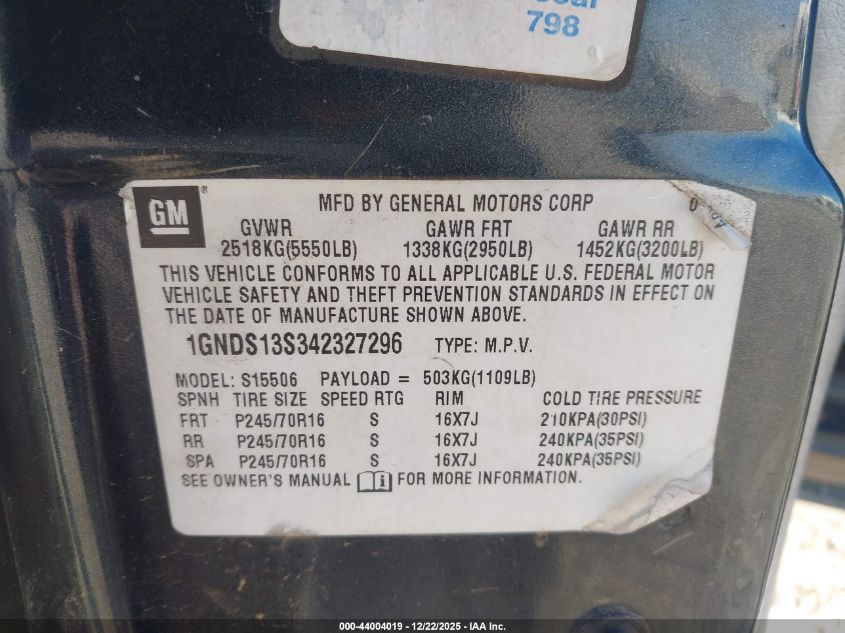 798
GM ®
MFD BY GENERAL MOTORS CORP 0
GVWR GAWR FRT GAWR RR
2518KG(5550LB) 1338KG(2950LB) 1452KG(3200LB)
THIS VEHICLE CONFORMS TO ALL APPLICABLE U.S. FEDERAL MOTOR
VEHICLE SAFETY AND THEFT PREVENTION STANDARDS IN EFFECT ON
THE DATE OF MANUFACTURE SHOWN ABOVE.
1GNDS13S342327296 TYPE: M.P.V.
MODEL: S15506 PAYLOAD = 503KG(1109LB)
SPNH TIRE SIZE SPEED RTG RIM COLD TIRE PRESSURE
FRT P245/70R16 S 16X7J 210KPA(30PSI)
RR P245/70R16 S 16X7J 240KPA(35PSI)
SPA P245/70R16 S 16X7J 240KPA(35PSI)
SEE OWNER'S MANUAL i FOR MORE INFORMATION.
000-44004019 - 12/22/2025 - IAA Inc.